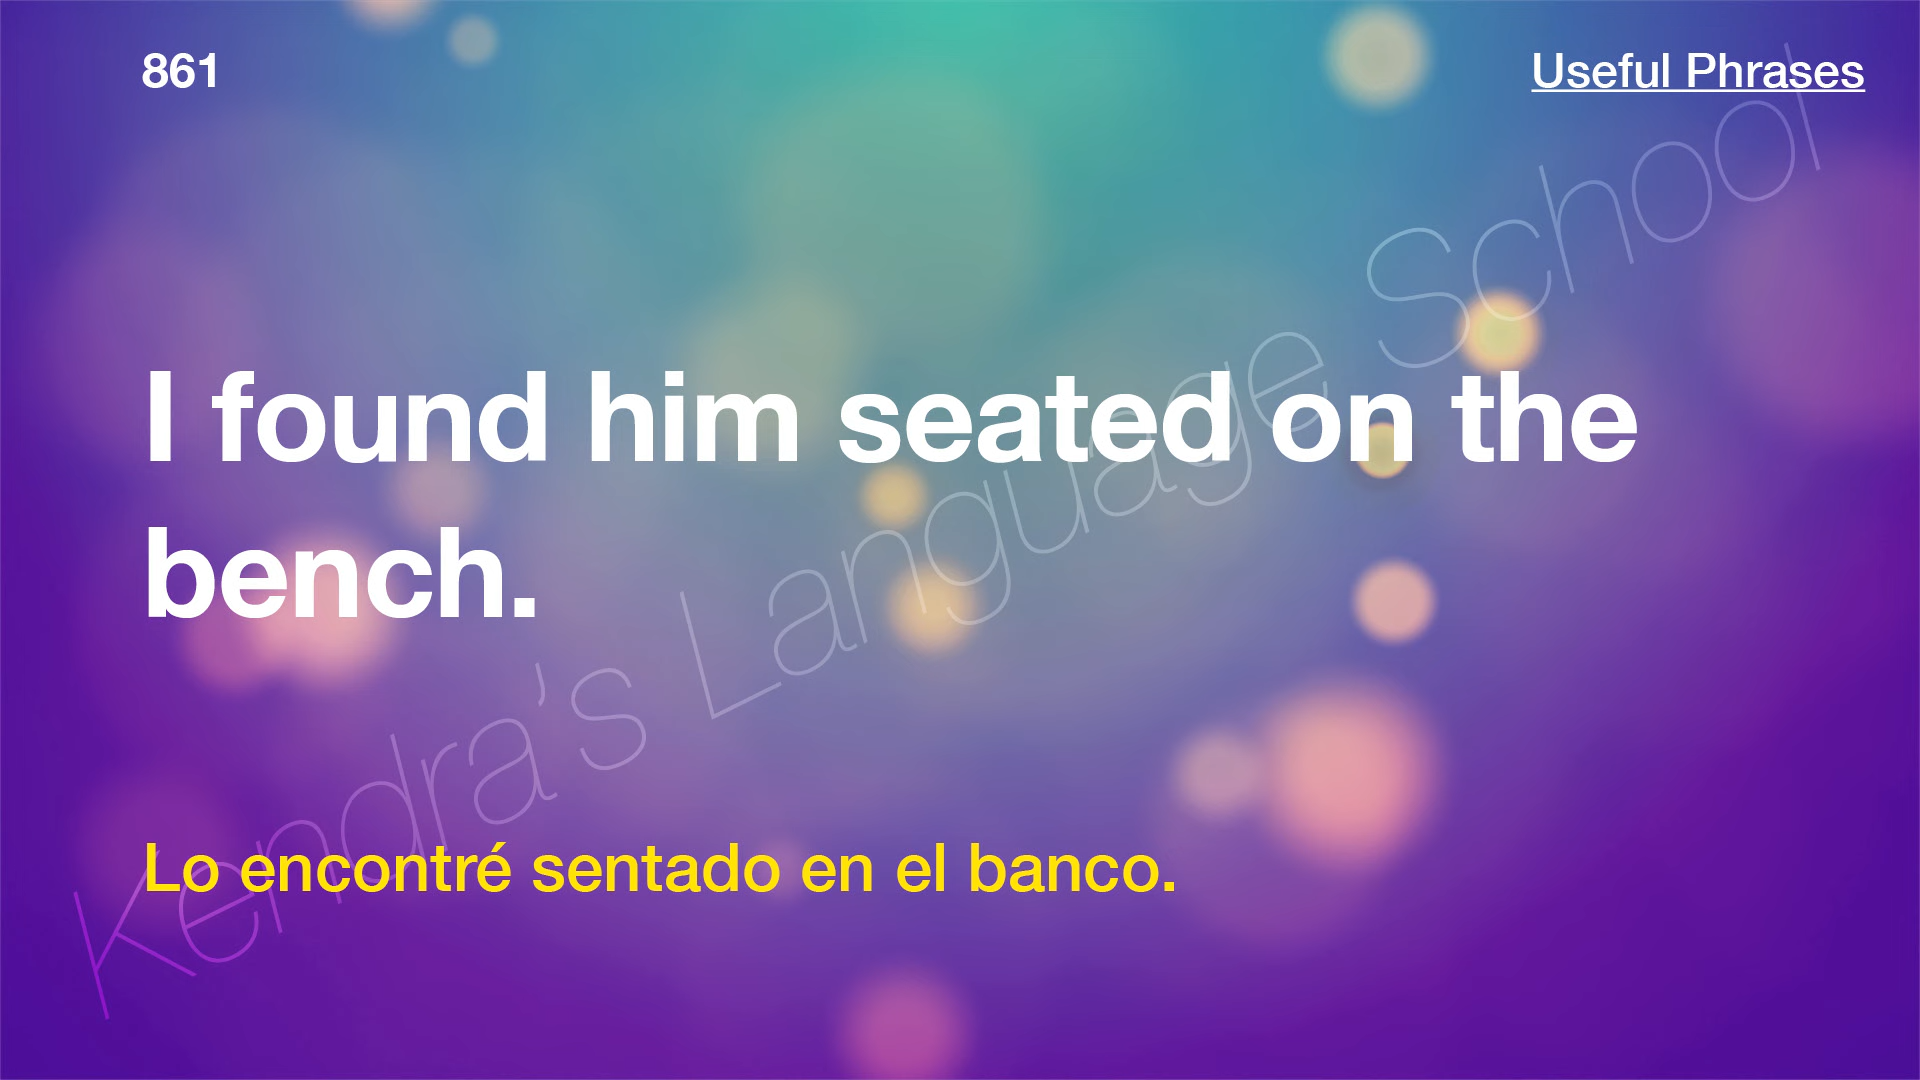 861
Useful Phrases
I found him seated on the
bench.
Lo encontré sentado en el banco.
Kendra's Language School